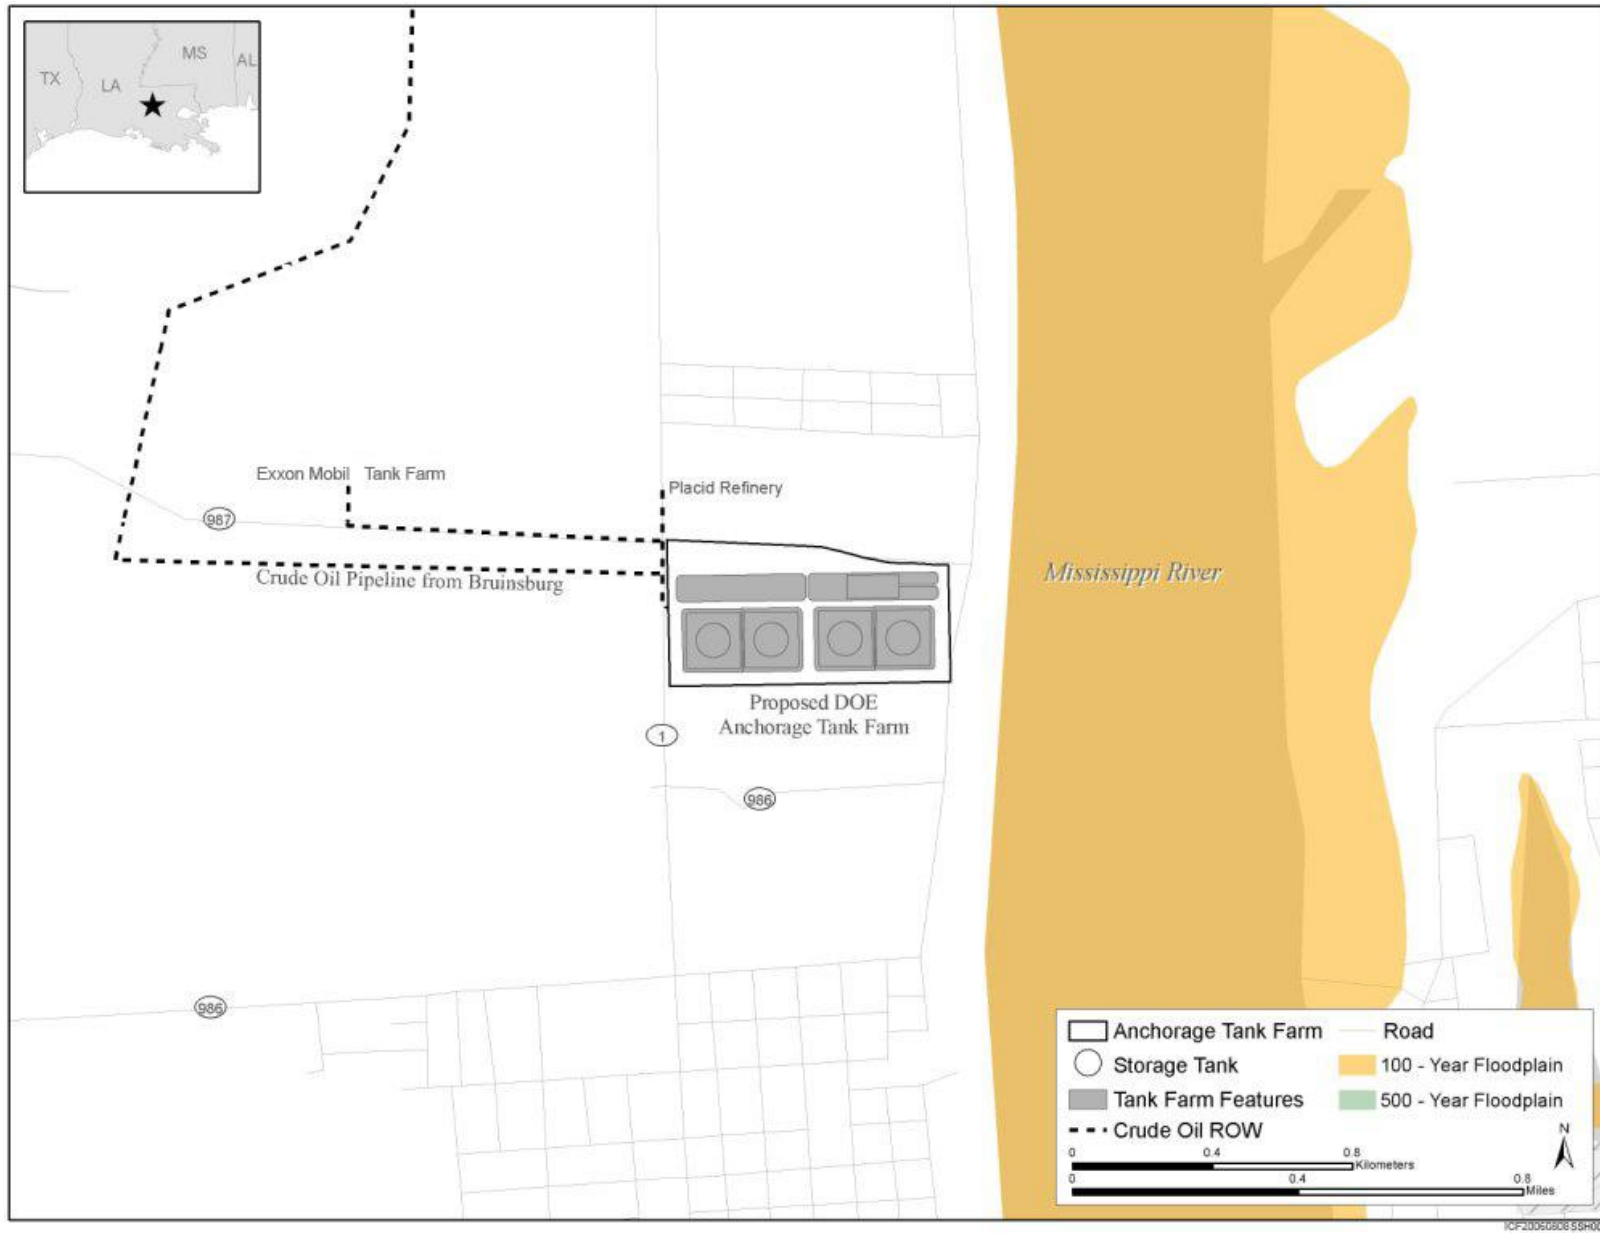 TX
LA
MS
AL
Exxon Mobil Tank Farm
Placid Refinery
987
Crude Oil Pipeline from Bruinsburg
Mississippi River
Proposed DOE
Anchorage Tank Farm
1
986
986
Anchorage Tank Farm
Storage Tank
Tank Farm Features
Crude Oil ROW
Road
100 - Year Floodplain
500 - Year Floodplain
N
0 0.4 0.8
Kilometers
0 0.4 0.8
Miles